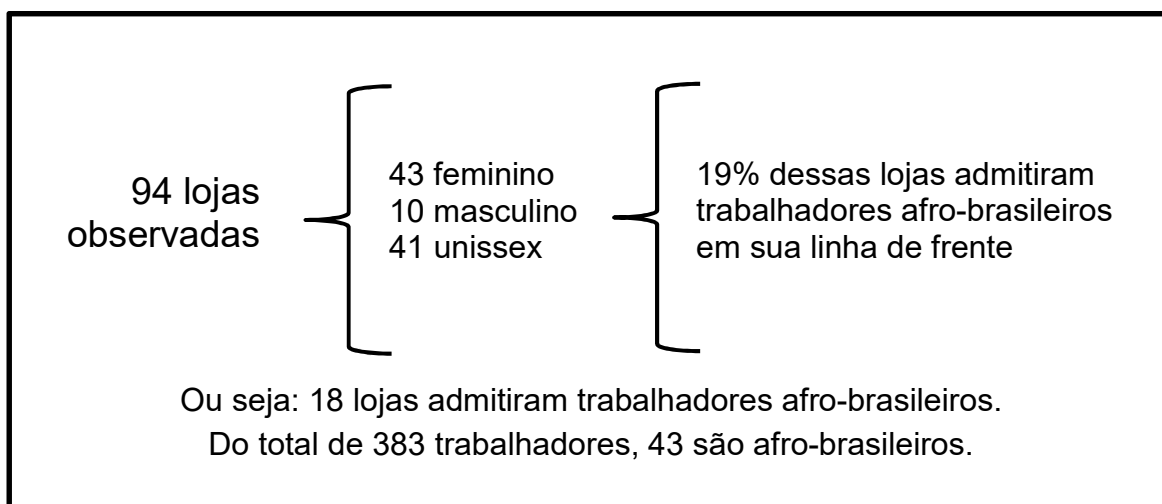 94 lojas
observadas
43 feminino
10 masculino
41 unissex
19% dessas lojas admitiram
trabalhadores afro-brasileiros
em sua linha de frente
Ou seja: 18 lojas admitiram trabalhadores afro-brasileiros.
Do total de 383 trabalhadores, 43 são afro-brasileiros.